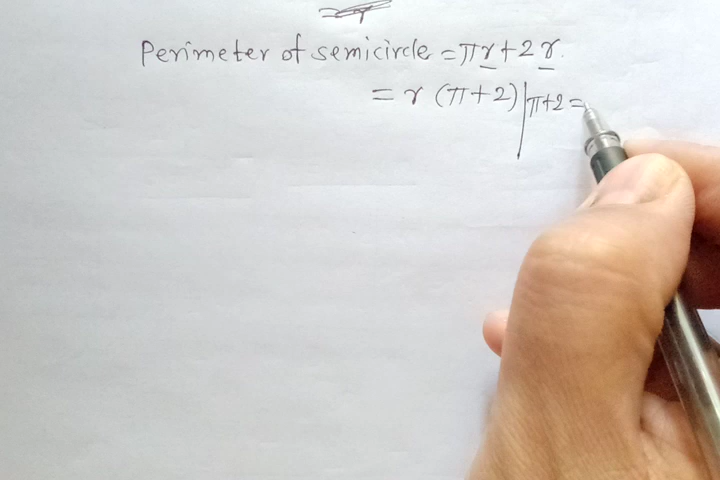 Perimeter of semicircle = πr + 2r.
= r (π + 2) | π + 2 =